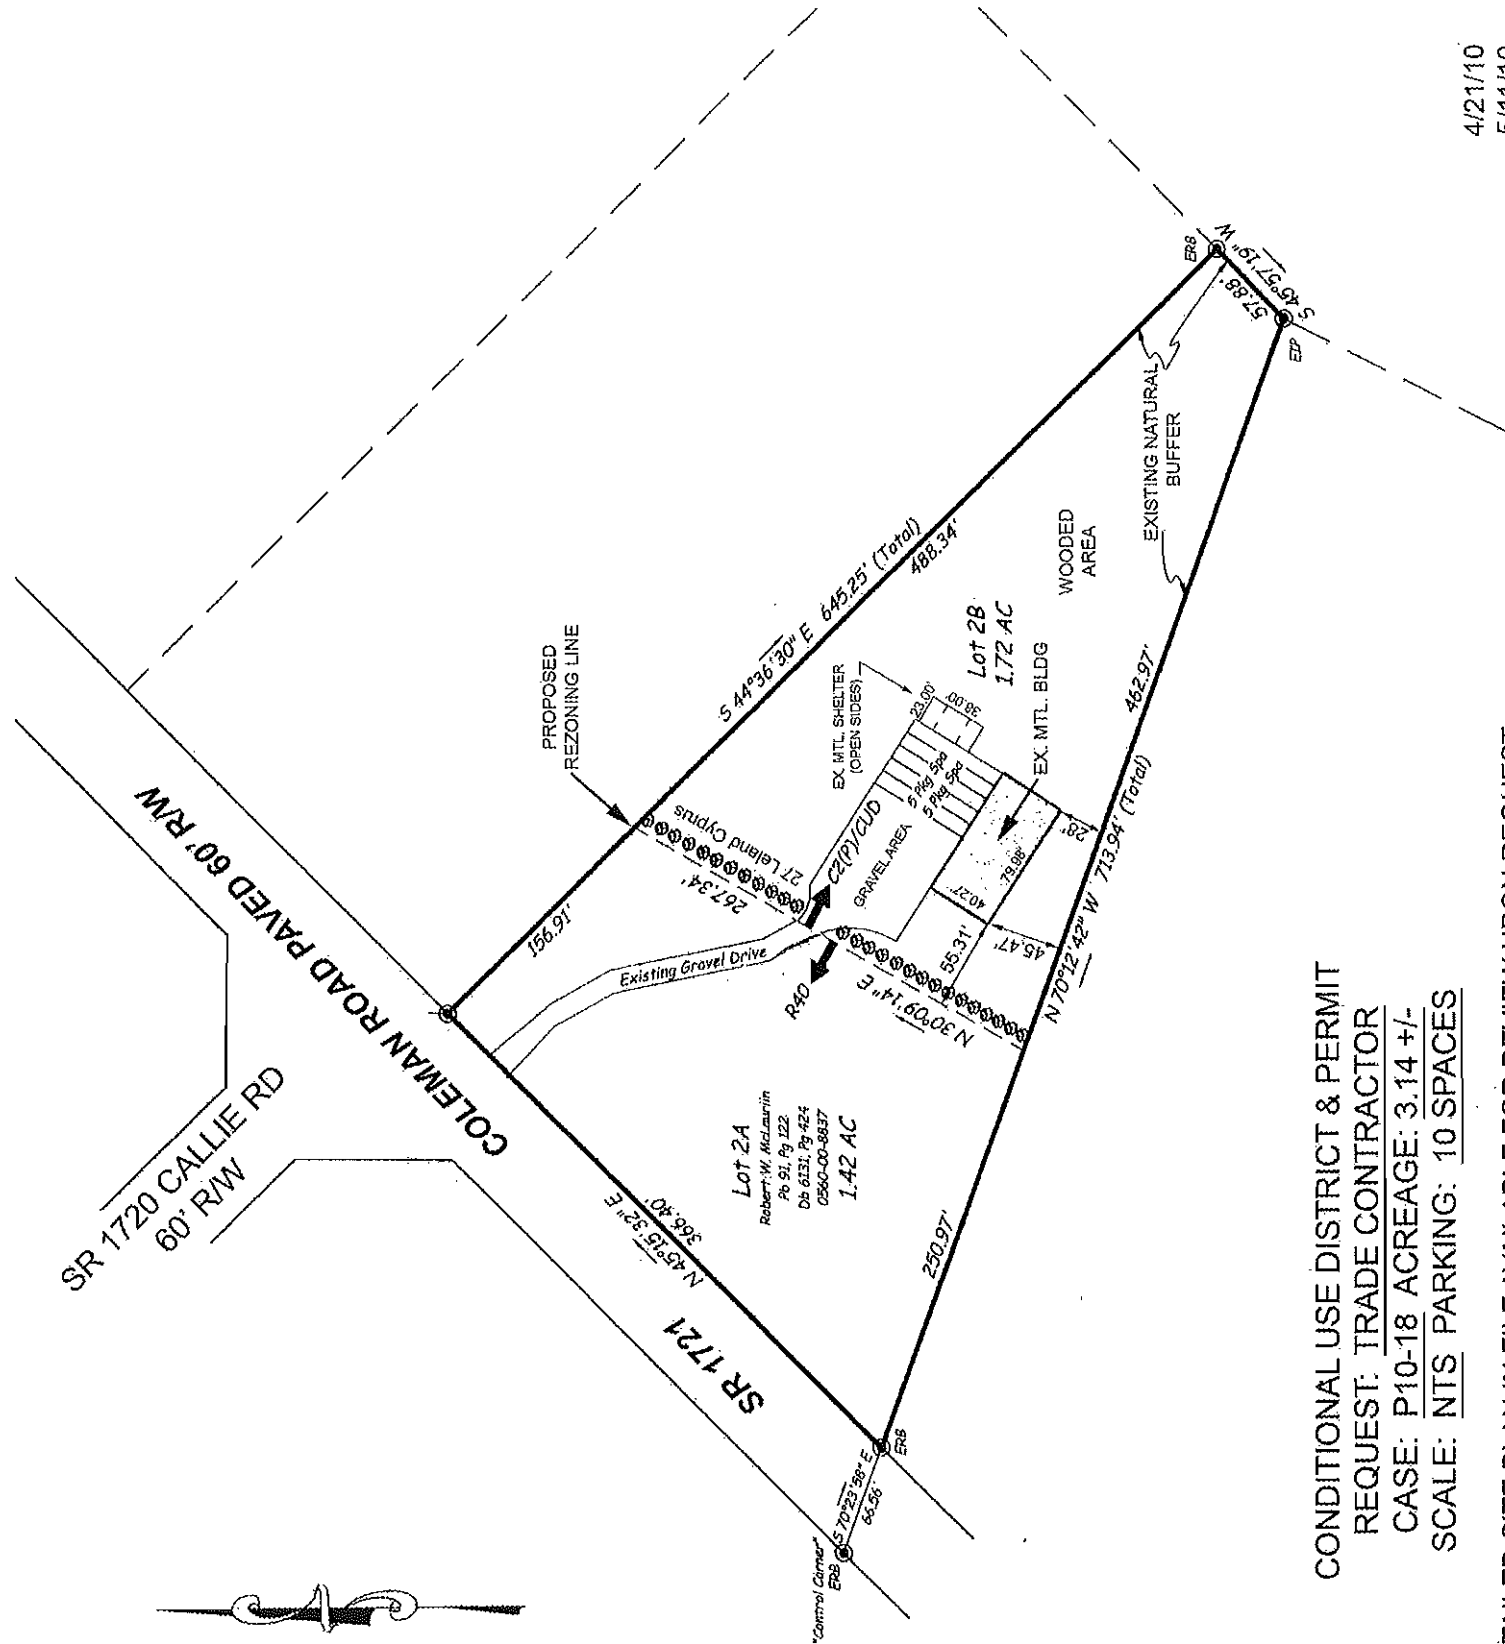 4/21/10
SR 1720 CALLIE RD
60' R/W
COLEMAN ROAD PAVED 60' R/W
SR 1721
PROPOSED
REZONING LINE
S 44°36'30" E 645.25' (Total)
488.34'
156.91'
ERB
S 45°57'19" W
57.88'
EIP
EXISTING NATURAL
BUFFER
WOODED
AREA
Lot 2B
1.72 AC
EX. MTL. SHELTER
(OPEN SIDES)
23.00'
38.00'
5 Pkg Spa
5 Pkg Spa
EX. MTL. BLDG
27 Leland Cyprus
267.34'
C2(P)/CUD
GRAVEL AREA
R40
Existing Gravel Drive
N 30°09'14" E
40.27'
79.98'
55.31'
45.47'
28'
462.97'
N 70°12'42" W 713.94' (Total)
250.97'
Lot 2A
Robert W. McLaurin
Pb 91, Pg 122
Db 6131, Pg 424
0560-00-8837
1.42 AC
N 45°15'32" E
366.40'
ERB
S 70°23'58" E
66.56'
"Control Corner"
ERB
CONDITIONAL USE DISTRICT & PERMIT
REQUEST: TRADE CONTRACTOR
CASE: P10-18 ACREAGE: 3.14 +/-
SCALE: NTS PARKING: 10 SPACES